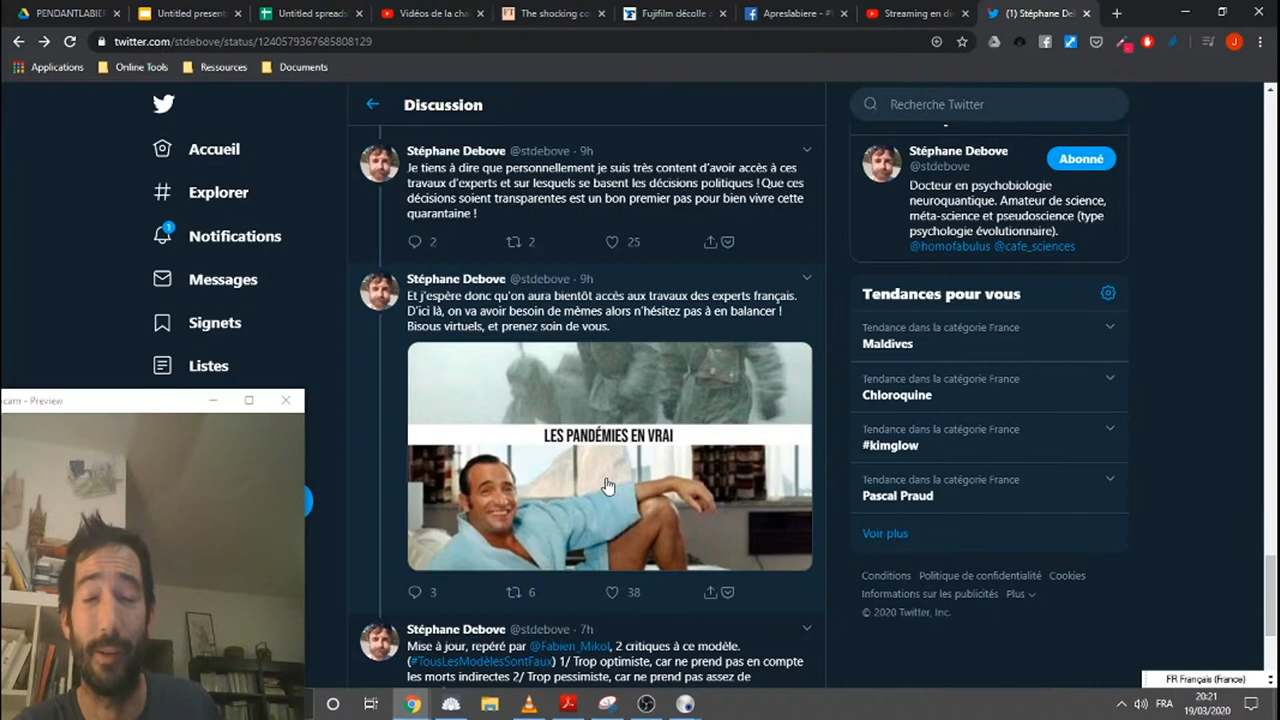 PENDANTLABIER
Untitled present
Untitled spreads
Vidéos de la cha
The shocking co
Fujifilm décolle a
Apreslabiere - #L
Streaming en di
(1) Stéphane Del
twitter.com/stdebove/status/1240579367685808129
Applications
Online Tools
Ressources
Documents
Accueil
Explorer
1
Notifications
Messages
Signets
Listes
Discussion
Stéphane Debove @stdebove · 9h
Je tiens à dire que personnellement je suis très content d'avoir accès à ces
travaux d'experts et sur lesquels se basent les décisions politiques ! Que ces
décisions soient transparentes est un bon premier pas pour bien vivre cette
quarantaine !
2 2 25
Stéphane Debove @stdebove · 9h
Et j'espère donc qu'on aura bientôt accès aux travaux des experts français.
D'ici là, on va avoir besoin de mèmes alors n'hésitez pas à en balancer !
Bisous virtuels, et prenez soin de vous.
LES PANDÉMIES EN VRAI
3 6 38
Stéphane Debove @stdebove · 7h
Mise à jour, repéré par @Fabien_Mikol, 2 critiques à ce modèle.
(#TousLesModèlesSontFaux) 1/ Trop optimiste, car ne prend pas en compte
les morts indirectes 2/ Trop pessimiste, car ne prend pas assez de
Recherche Twitter
Stéphane Debove
@stdebove
Abonné
Docteur en psychobiologie
neuroquantique. Amateur de science,
méta-science et pseudoscience (type
psychologie évolutionnaire).
@homofabulus @cafe_sciences
Tendances pour vous
Tendance dans la catégorie France
Maldives
Tendance dans la catégorie France
Chloroquine
Tendance dans la catégorie France
#kimglow
Tendance dans la catégorie France
Pascal Praud
Voir plus
Conditions Politique de confidentialité Cookies
Informations sur les publicités Plus
© 2020 Twitter, Inc.
cam - Preview
FR Français (France)
FRA
20:21
19/03/2020